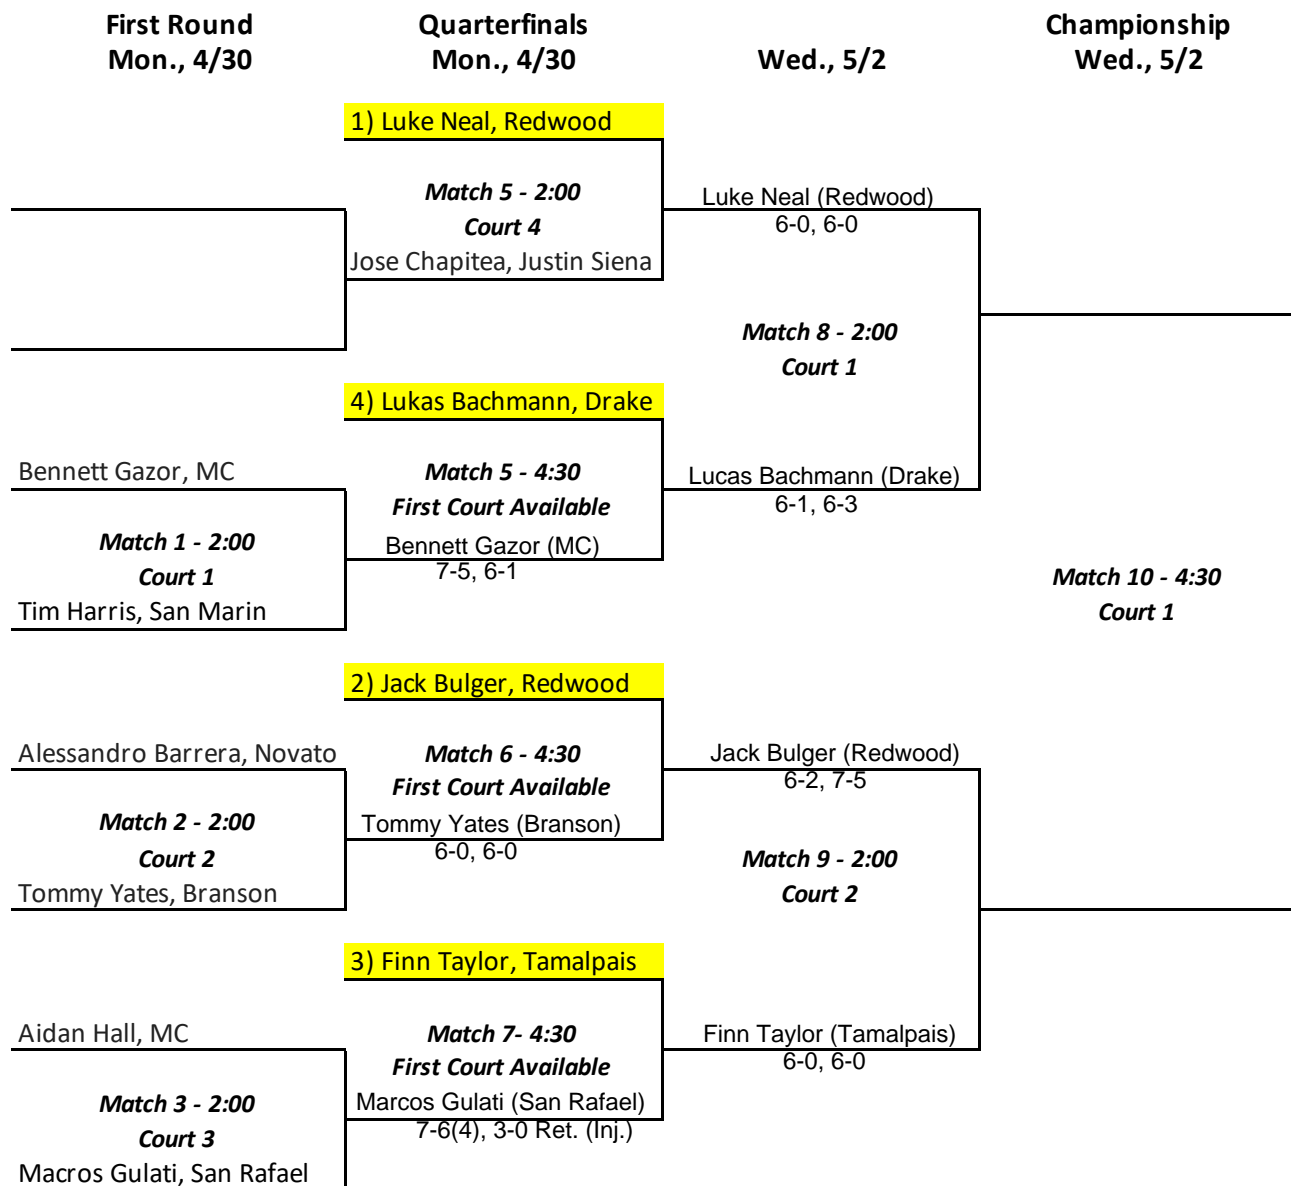 First Round
Mon., 4/30
Quarterfinals
Mon., 4/30
Wed., 5/2
Championship
Wed., 5/2
1) Luke Neal, Redwood
Match 5 - 2:00
Court 4
Jose Chapitea, Justin Siena
Luke Neal (Redwood)
6-0, 6-0
Match 8 - 2:00
Court 1
4) Lukas Bachmann, Drake
Bennett Gazor, MC
Match 5 - 4:30
First Court Available
Lucas Bachmann (Drake)
6-1, 6-3
Match 1 - 2:00
Court 1
Bennett Gazor (MC)
7-5, 6-1
Tim Harris, San Marin
Match 10 - 4:30
Court 1
2) Jack Bulger, Redwood
Alessandro Barrera, Novato
Match 6 - 4:30
First Court Available
Jack Bulger (Redwood)
6-2, 7-5
Match 2 - 2:00
Court 2
Tommy Yates (Branson)
6-0, 6-0
Tommy Yates, Branson
Match 9 - 2:00
Court 2
3) Finn Taylor, Tamalpais
Aidan Hall, MC
Match 7- 4:30
First Court Available
Finn Taylor (Tamalpais)
6-0, 6-0
Match 3 - 2:00
Court 3
Marcos Gulati (San Rafael)
7-6(4), 3-0 Ret. (Inj.)
Macros Gulati, San Rafael